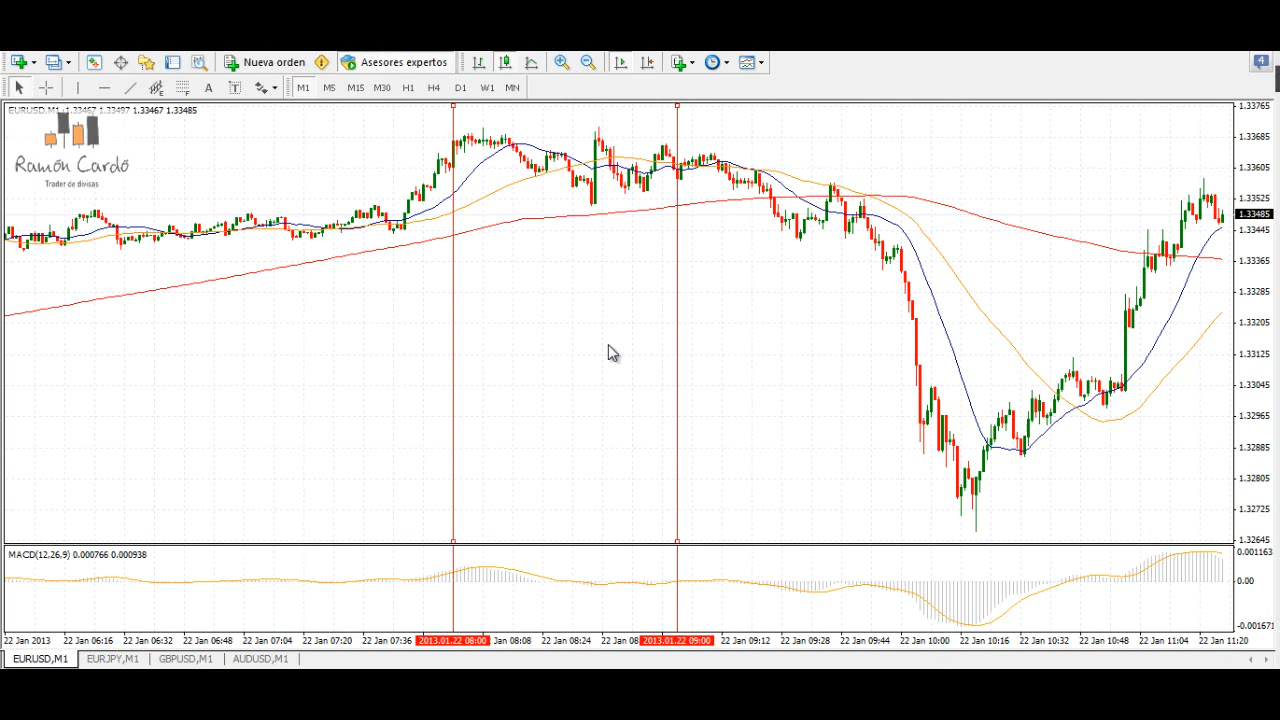 Nueva orden Asesores expertos 4
A T M1 M5 M15 M30 H1 H4 D1 W1 MN
EURUSD,M1 1.33467 1.33497 1.33467 1.33485
Ramón Cardó
Trader de divisas
1.33765
1.33685
1.33605
1.33525
1.33485
1.33445
1.33365
1.33285
1.33205
1.33125
1.33045
1.32965
1.32885
1.32805
1.32725
1.32645
MACD(12,26,9) 0.000766 0.000938
0.001163
0.00
-0.001671
22 Jan 2013 22 Jan 06:16 22 Jan 06:32 22 Jan 06:48 22 Jan 07:04 22 Jan 07:20 22 Jan 07:36 2013.01.22 08:00 Jan 08:08 22 Jan 08:24 22 Jan 08 2013.01.22 09:00 22 Jan 09:12 22 Jan 09:28 22 Jan 09:44 22 Jan 10:00 22 Jan 10:16 22 Jan 10:32 22 Jan 10:48 22 Jan 11:04 22 Jan 11:20
EURUSD,M1 EURJPY,M1 GBPUSD,M1 AUDUSD,M1